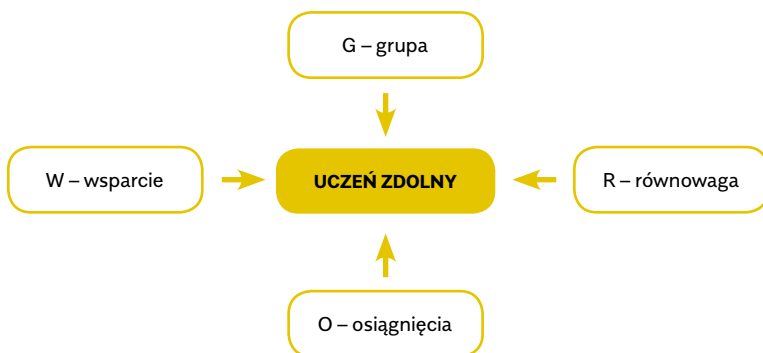 G – grupa
W – wsparcie
UCZEŃ ZDOLNY
R – równowaga
O – osiągnięcia